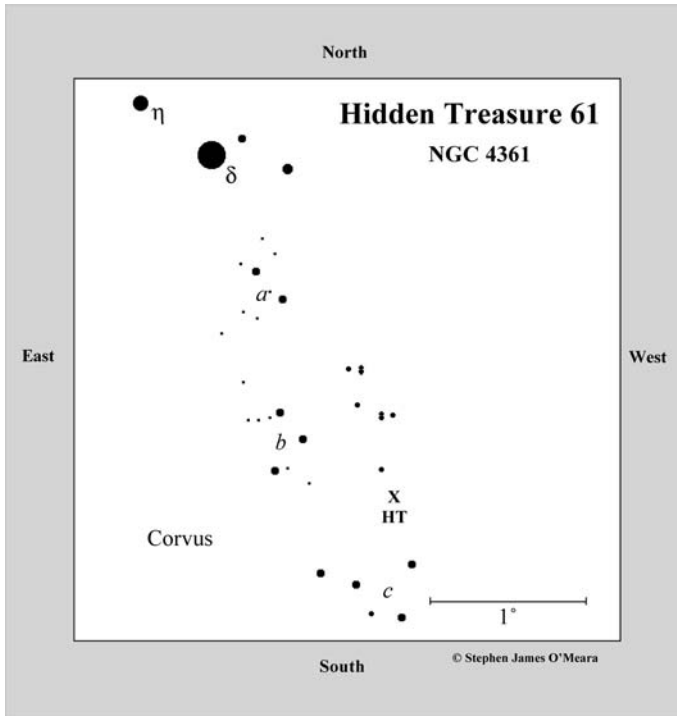 North
Hidden Treasure 61
NGC 4361
η
δ
a
East
West
b
X
HT
Corvus
c
1°
South
© Stephen James O’Meara